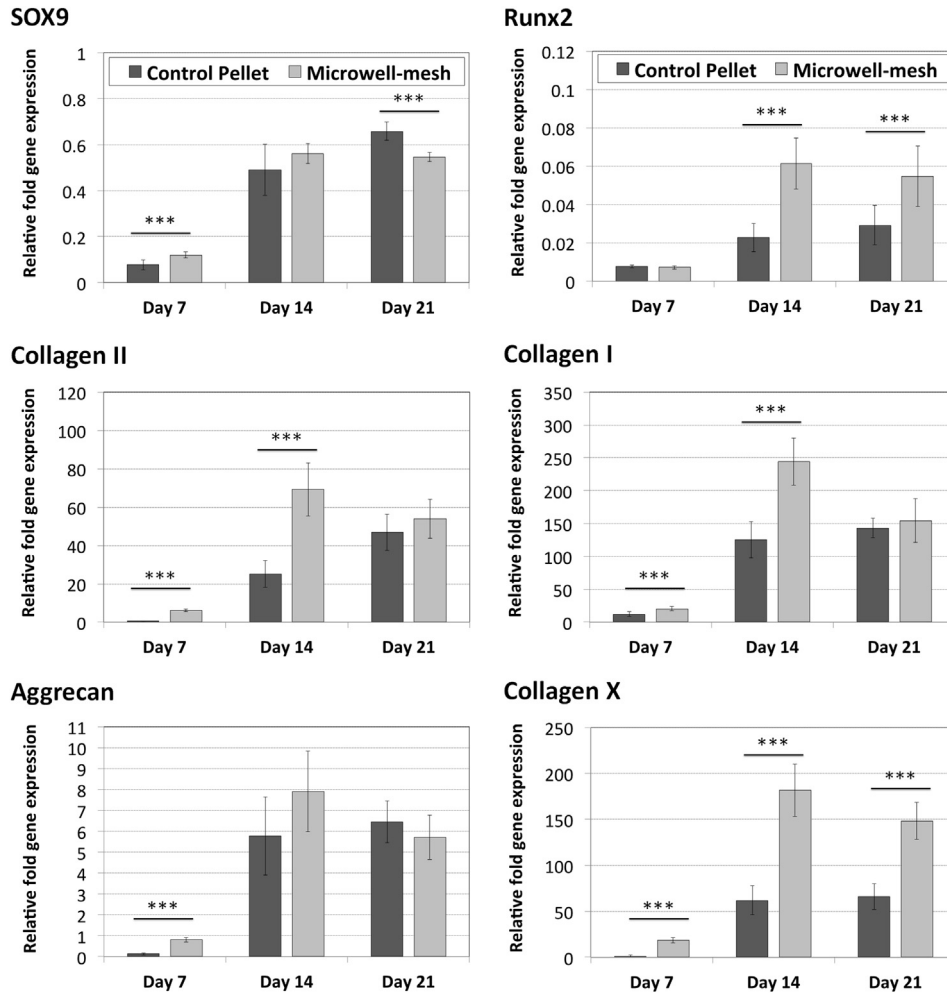 SOX9
Relative fold gene expression
1
0.8
0.6
0.4
0.2
0
Control Pellet Microwell-mesh
***
***
Day 7 Day 14 Day 21
Runx2
Relative fold gene expression
0.12
0.1
0.08
0.06
0.04
0.02
0
Control Pellet Microwell-mesh
***
***
Day 7 Day 14 Day 21
Collagen II
Relative fold gene expression
120
100
80
60
40
20
0
***
***
Day 7 Day 14 Day 21
Collagen I
Relative fold gene expression
350
300
250
200
150
100
50
0
***
***
Day 7 Day 14 Day 21
Aggrecan
Relative fold gene expression
11
10
9
8
7
6
5
4
3
2
1
0
***
Day 7 Day 14 Day 21
Collagen X
Relative fold gene expression
250
200
150
100
50
0
***
***
***
Day 7 Day 14 Day 21